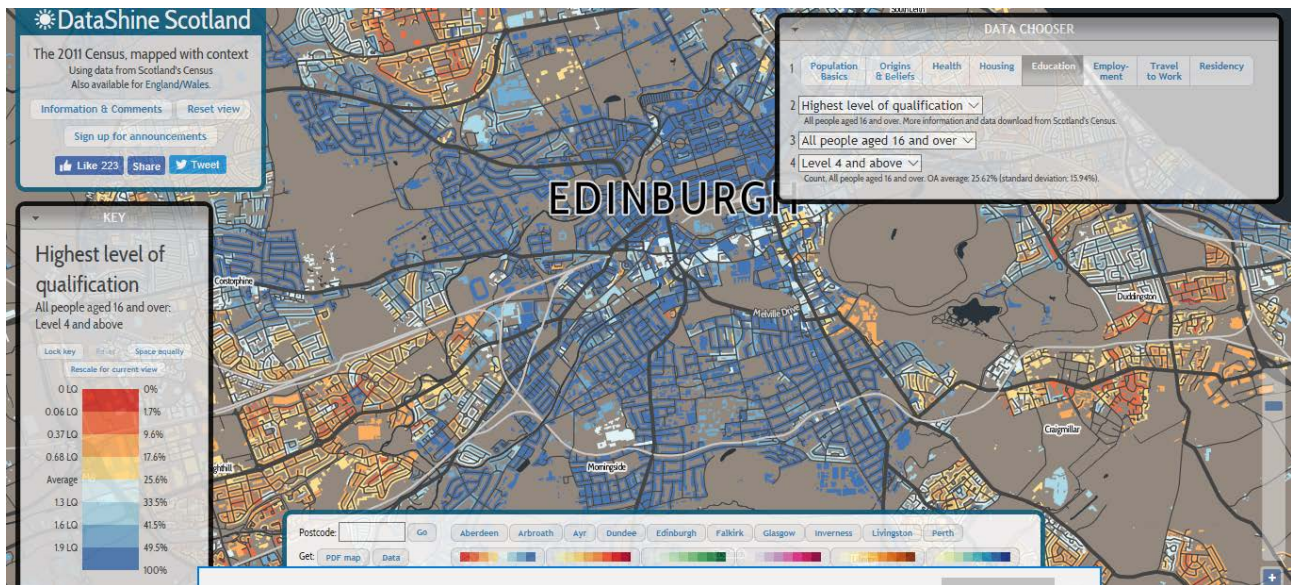 DataShine Scotland
The 2011 Census, mapped with context
Using data from Scotland's Census
Also available for England/Wales.
Information & Comments
Reset view
Sign up for announcements
Like 223
Share
Tweet
DATA CHOOSER
1
Population Basics
Origins & Beliefs
Health
Housing
Education
Employ-ment
Travel to Work
Residency
2 Highest level of qualification
All people aged 16 and over. More information and data download from Scotland's Census.
3 All people aged 16 and over
4 Level 4 and above
Count. All people aged 16 and over. OA average: 25.62% (standard deviation: 15.94%).
EDINBURGH
KEY
Highest level of
qualification
All people aged 16 and over:
Level 4 and above
Lock key
Space equally
Rescale for current view
0 LQ 0%
0.06 LQ 1.7%
0.37 LQ 9.6%
0.68 LQ 17.6%
Average 25.6%
1.3 LQ 33.5%
1.6 LQ 41.5%
1.9 LQ 49.5%
100%
Corstorphine
Melville Drive
Duddingston
Craigmillar
Morningside
Postcode:
Go
Aberdeen
Arbroath
Ayr
Dundee
Edinburgh
Falkirk
Glasgow
Inverness
Livingston
Perth
Get:
PDF map
Data
+